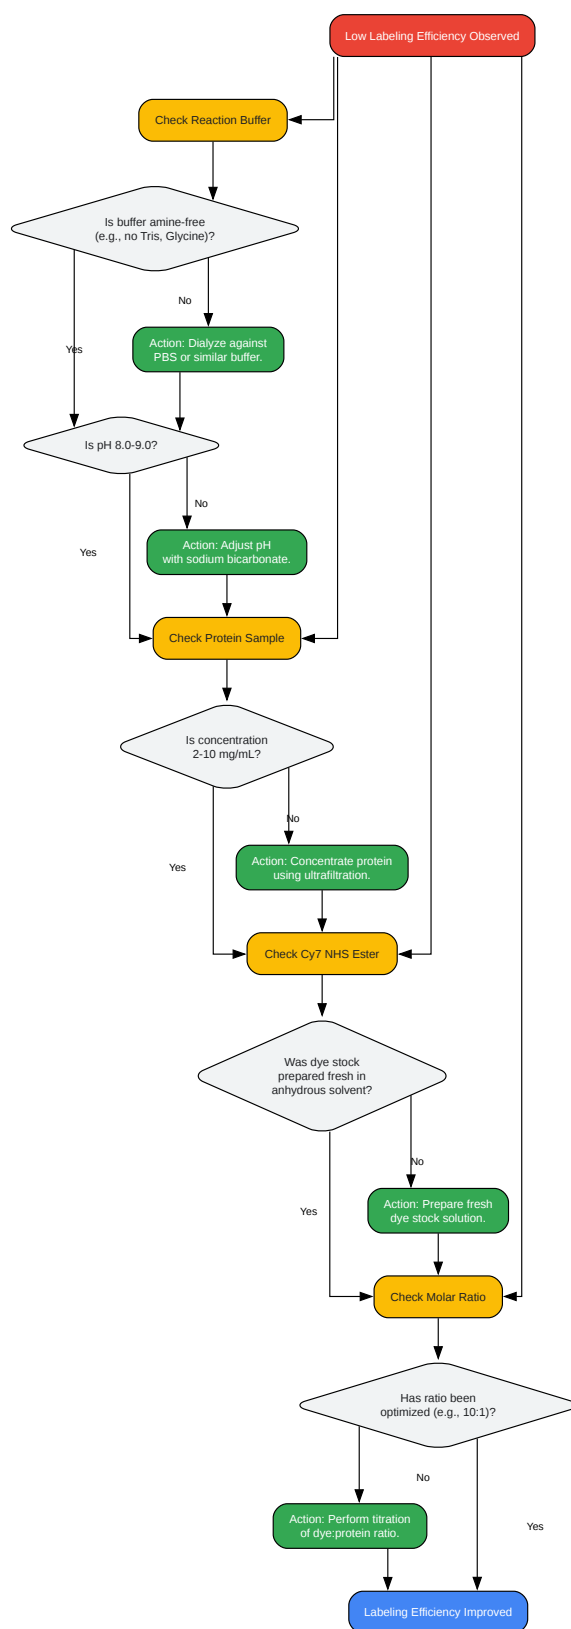 Low Labeling Efficiency Observed
Check Reaction Buffer
Is buffer amine-free
(e.g., no Tris, Glycine)?
No
Yes
Action: Dialyze against
PBS or similar buffer.
Is pH 8.0-9.0?
No
Yes
Action: Adjust pH
with sodium bicarbonate.
Check Protein Sample
Is concentration
2-10 mg/mL?
No
Yes
Action: Concentrate protein
using ultrafiltration.
Check Cy7 NHS Ester
Was dye stock
prepared fresh in
anhydrous solvent?
No
Yes
Action: Prepare fresh
dye stock solution.
Check Molar Ratio
Has ratio been
optimized (e.g., 10:1)?
No
Yes
Action: Perform titration
of dye:protein ratio.
Labeling Efficiency Improved